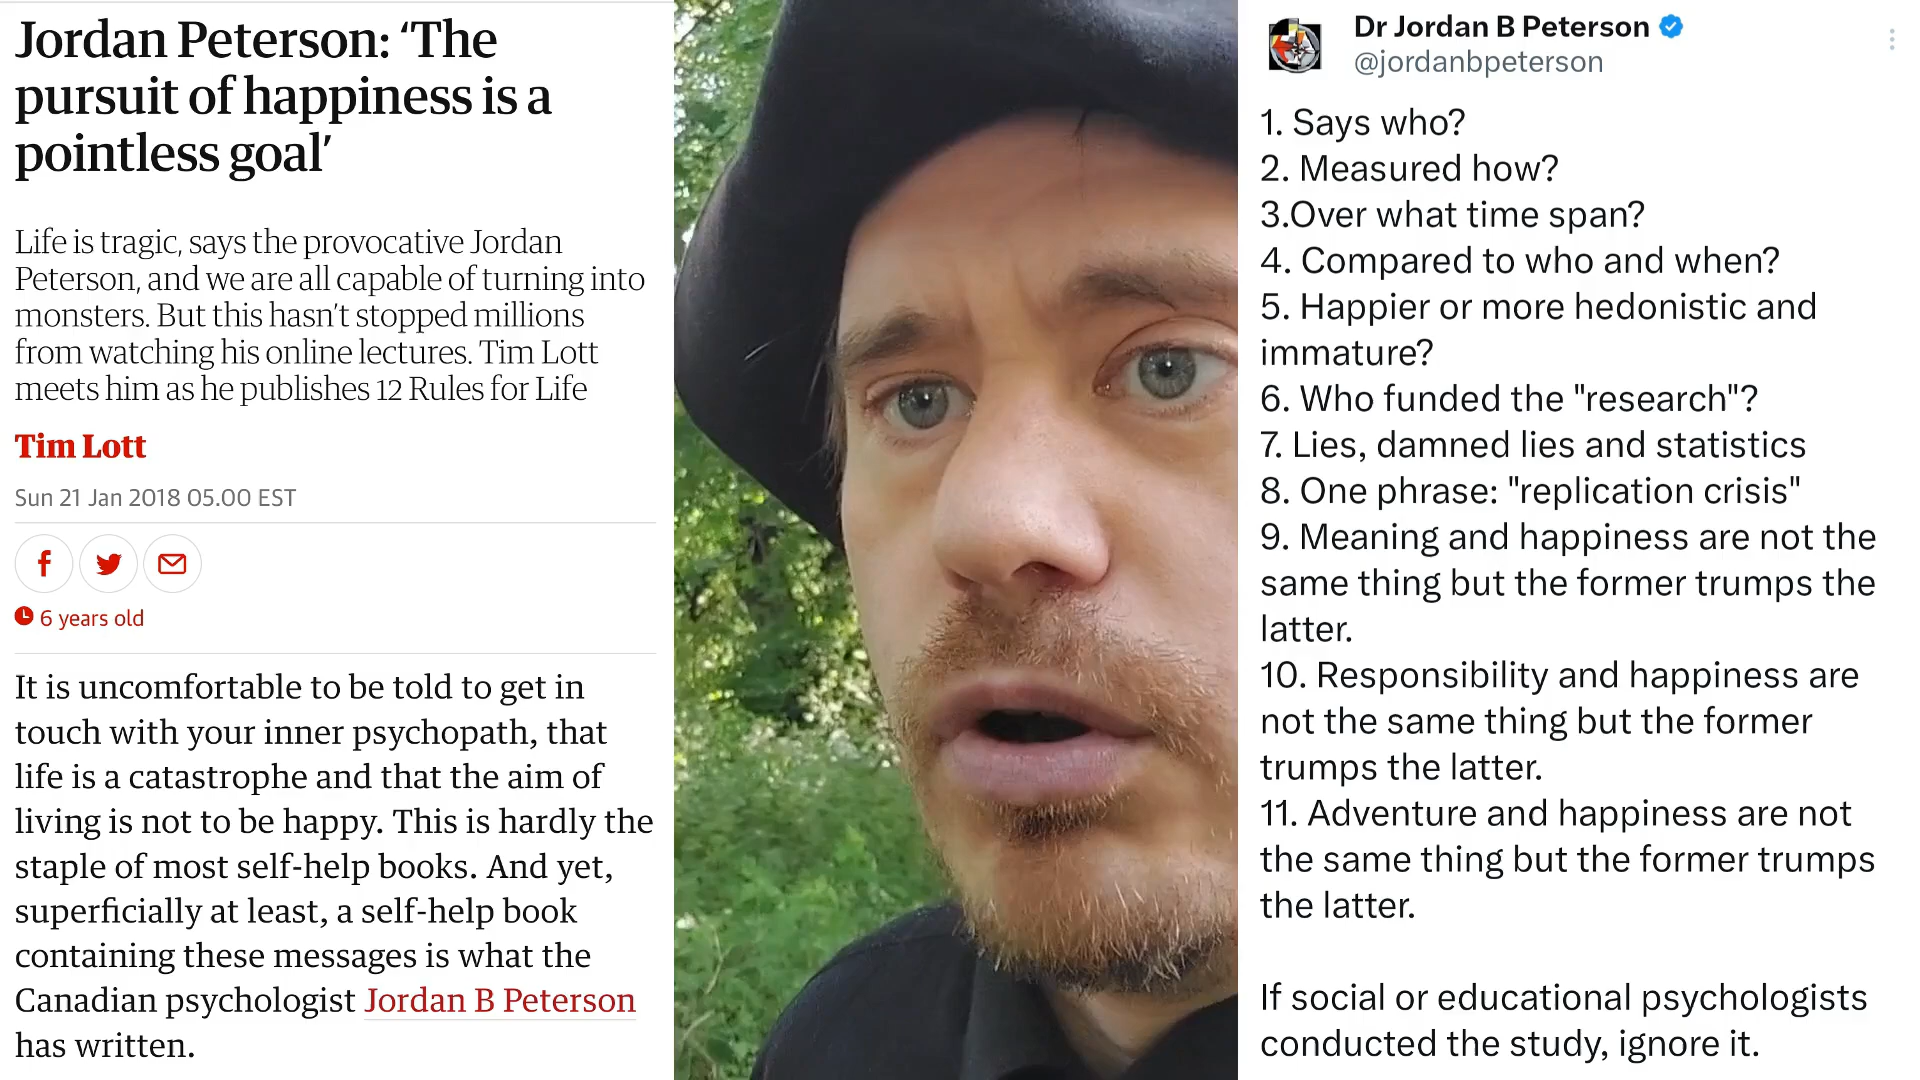 Jordan Peterson: ‘The
pursuit of happiness is a
pointless goal’
Life is tragic, says the provocative Jordan
Peterson, and we are all capable of turning into
monsters. But this hasn’t stopped millions
from watching his online lectures. Tim Lott
meets him as he publishes 12 Rules for Life
Tim Lott
Sun 21 Jan 2018 05.00 EST
6 years old
It is uncomfortable to be told to get in
touch with your inner psychopath, that
life is a catastrophe and that the aim of
living is not to be happy. This is hardly the
staple of most self-help books. And yet,
superficially at least, a self-help book
containing these messages is what the
Canadian psychologist Jordan B Peterson
has written.
Dr Jordan B Peterson
@jordanbpeterson
1. Says who?
2. Measured how?
3.Over what time span?
4. Compared to who and when?
5. Happier or more hedonistic and
immature?
6. Who funded the "research"?
7. Lies, damned lies and statistics
8. One phrase: "replication crisis"
9. Meaning and happiness are not the
same thing but the former trumps the
latter.
10. Responsibility and happiness are
not the same thing but the former
trumps the latter.
11. Adventure and happiness are not
the same thing but the former trumps
the latter.
If social or educational psychologists
conducted the study, ignore it.